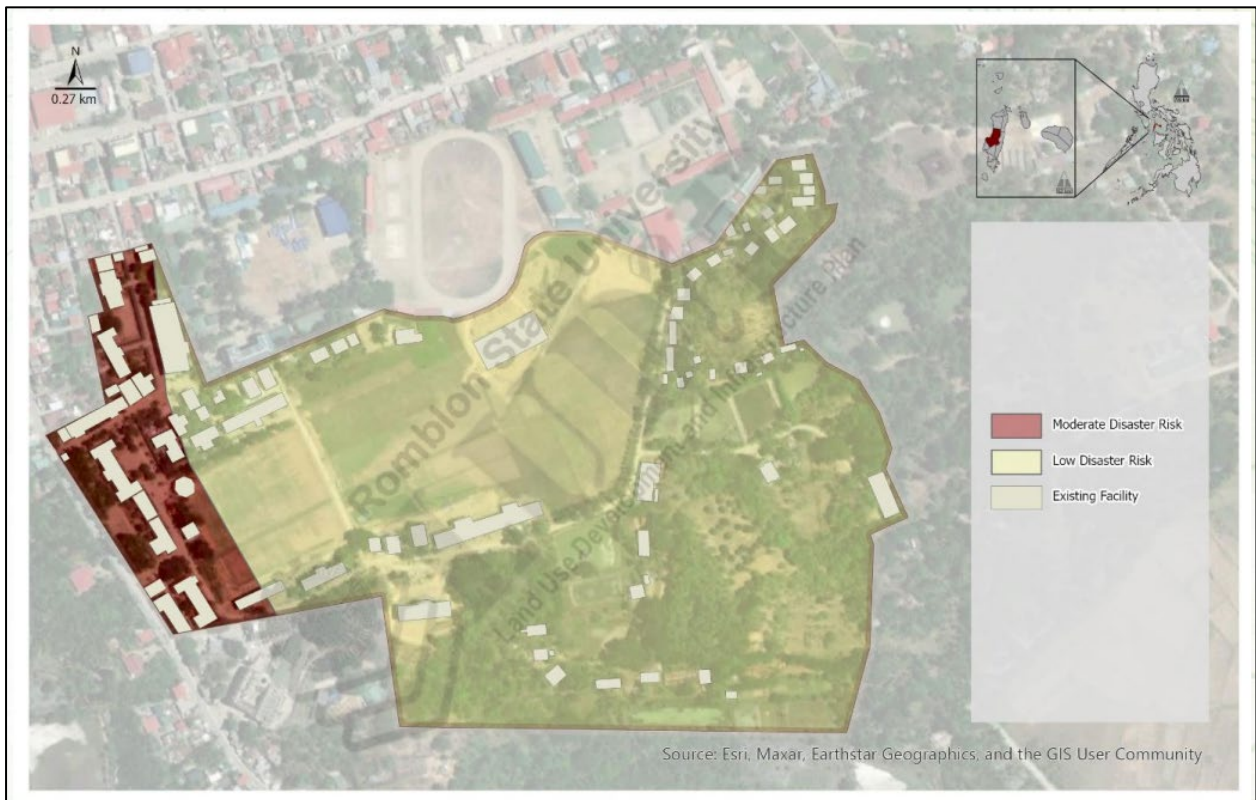 N
0.27 km
Romblon State University
Land Use Development and Infrastructure Plan
Moderate Disaster Risk
Low Disaster Risk
Existing Facility
Source: Esri, Maxar, Earthstar Geographics, and the GIS User Community